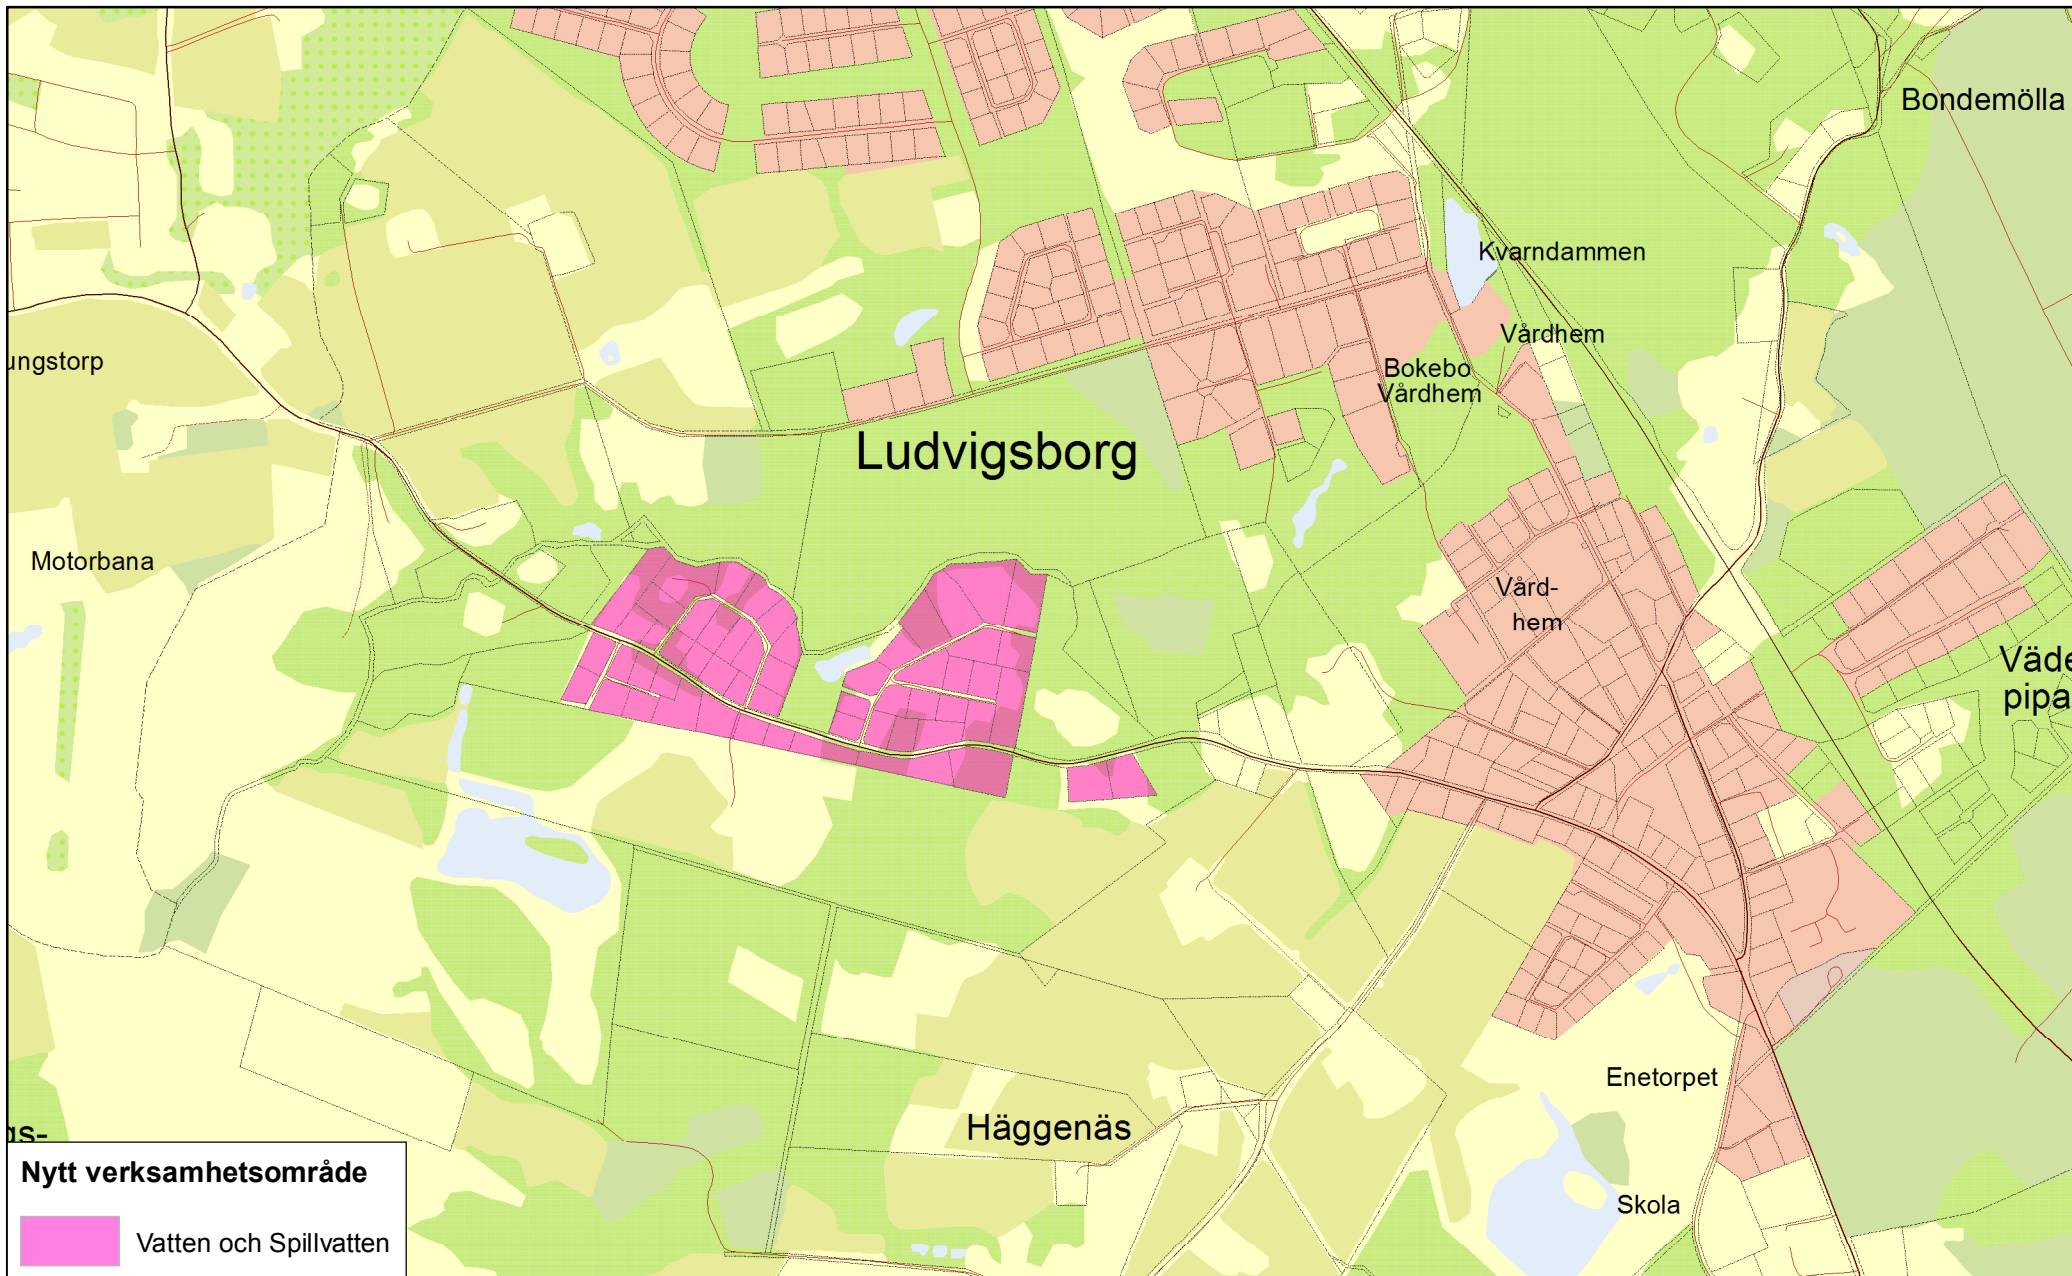 Bondemölla
Kvarndammen
Vårdhem
ungstorp
Bokebo
Vårdhem
Ludvigsborg
Motorbana
Vård-
hem
Väde
pipa
Enetorpet
Häggenäs
gs-
Nytt verksamhetsområde
Skola
Vatten och Spillvatten